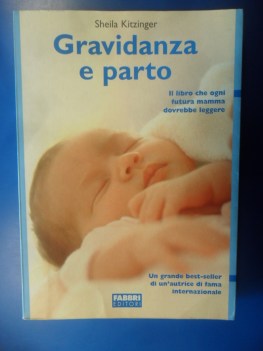 Sheila Kitzinger
Gravidanza
e parto
Il libro che ogni
futura mamma
dovrebbe leggere
Un grande best-seller
di un'autrice di fama
internazionale
FABBRI
EDITORI